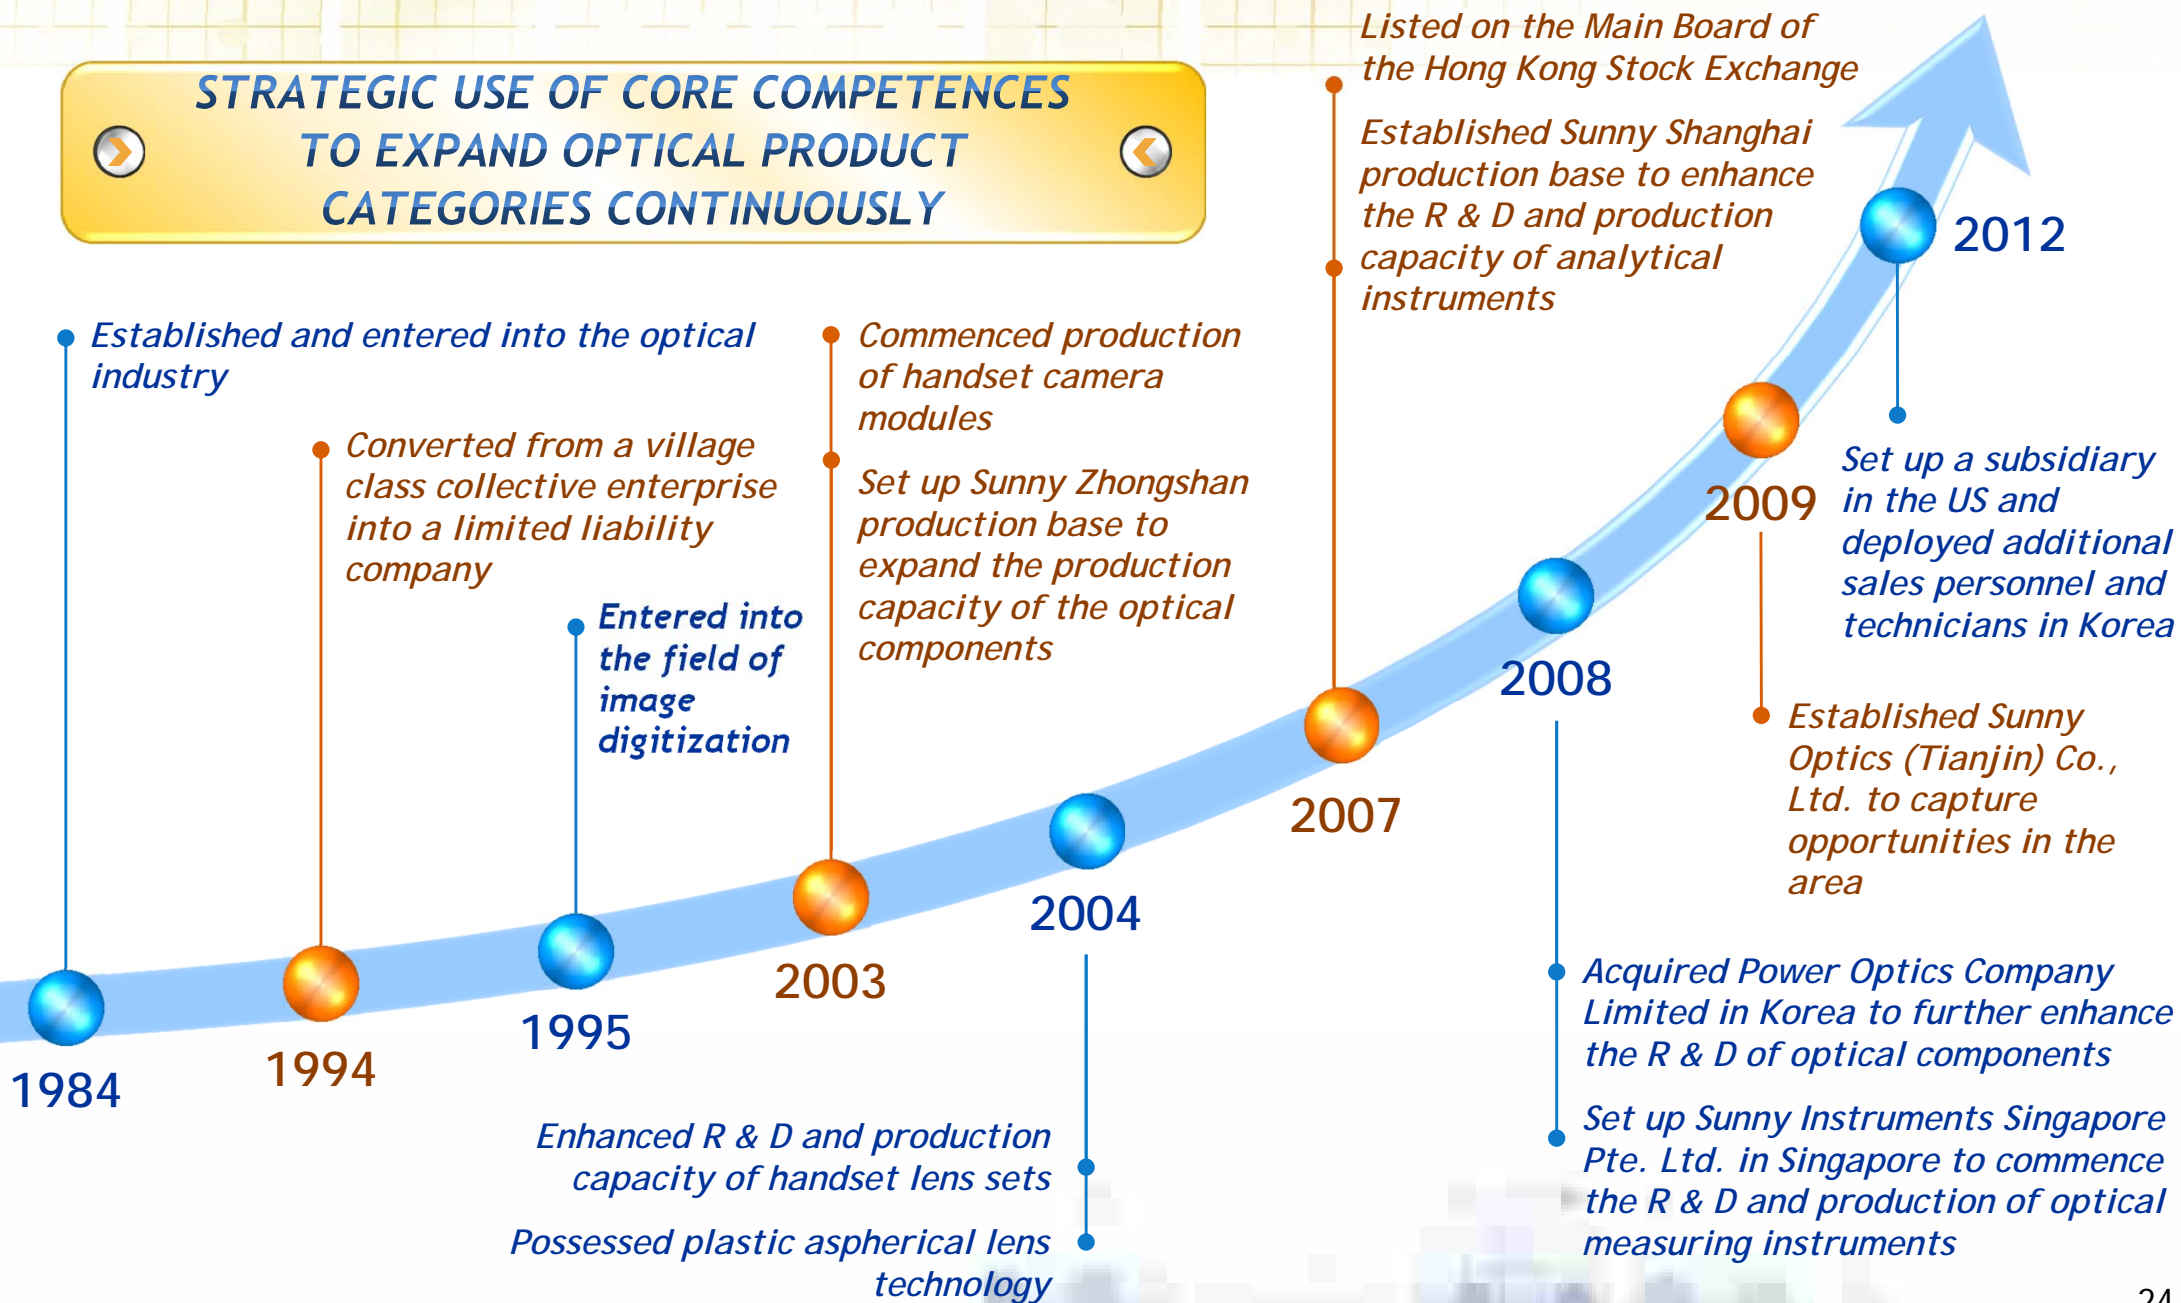 STRATEGIC USE OF CORE COMPETENCES
TO EXPAND OPTICAL PRODUCT
CATEGORIES CONTINUOUSLY
Established and entered into the optical
industry
1984
Converted from a village
class collective enterprise
into a limited liability
company
1994
Entered into
the field of
image
digitization
1995
Commenced production
of handset camera
modules
Set up Sunny Zhongshan
production base to
expand the production
capacity of the optical
components
2003
2004
Enhanced R & D and production
capacity of handset lens sets
Possessed plastic aspherical lens
technology
Listed on the Main Board of
the Hong Kong Stock Exchange
Established Sunny Shanghai
production base to enhance
the R & D and production
capacity of analytical
instruments
2007
2008
Acquired Power Optics Company
Limited in Korea to further enhance
the R & D of optical components
Set up Sunny Instruments Singapore
Pte. Ltd. in Singapore to commence
the R & D and production of optical
measuring instruments
2009
Established Sunny
Optics (Tianjin) Co.,
Ltd. to capture
opportunities in the
area
2012
Set up a subsidiary
in the US and
deployed additional
sales personnel and
technicians in Korea
24